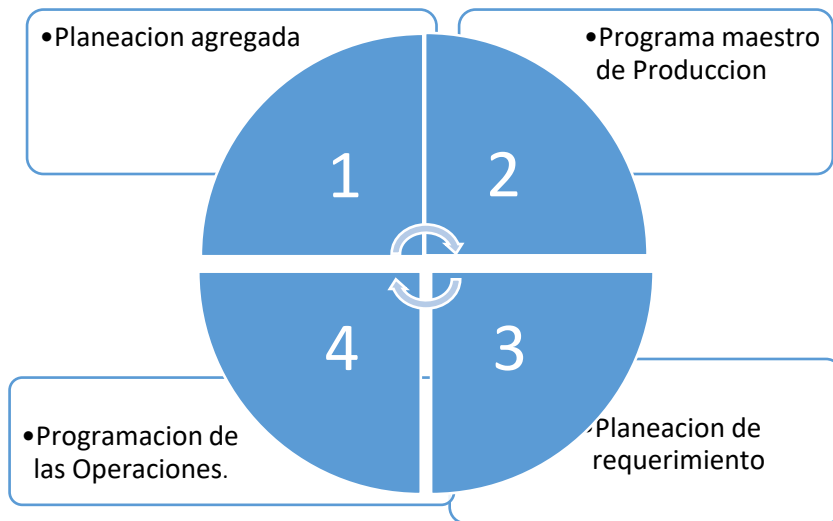 •Planeacion agregada
•Programa maestro
de Produccion
1
2
4
3
•Programacion de
las Operaciones.
•Planeacion de
requerimiento